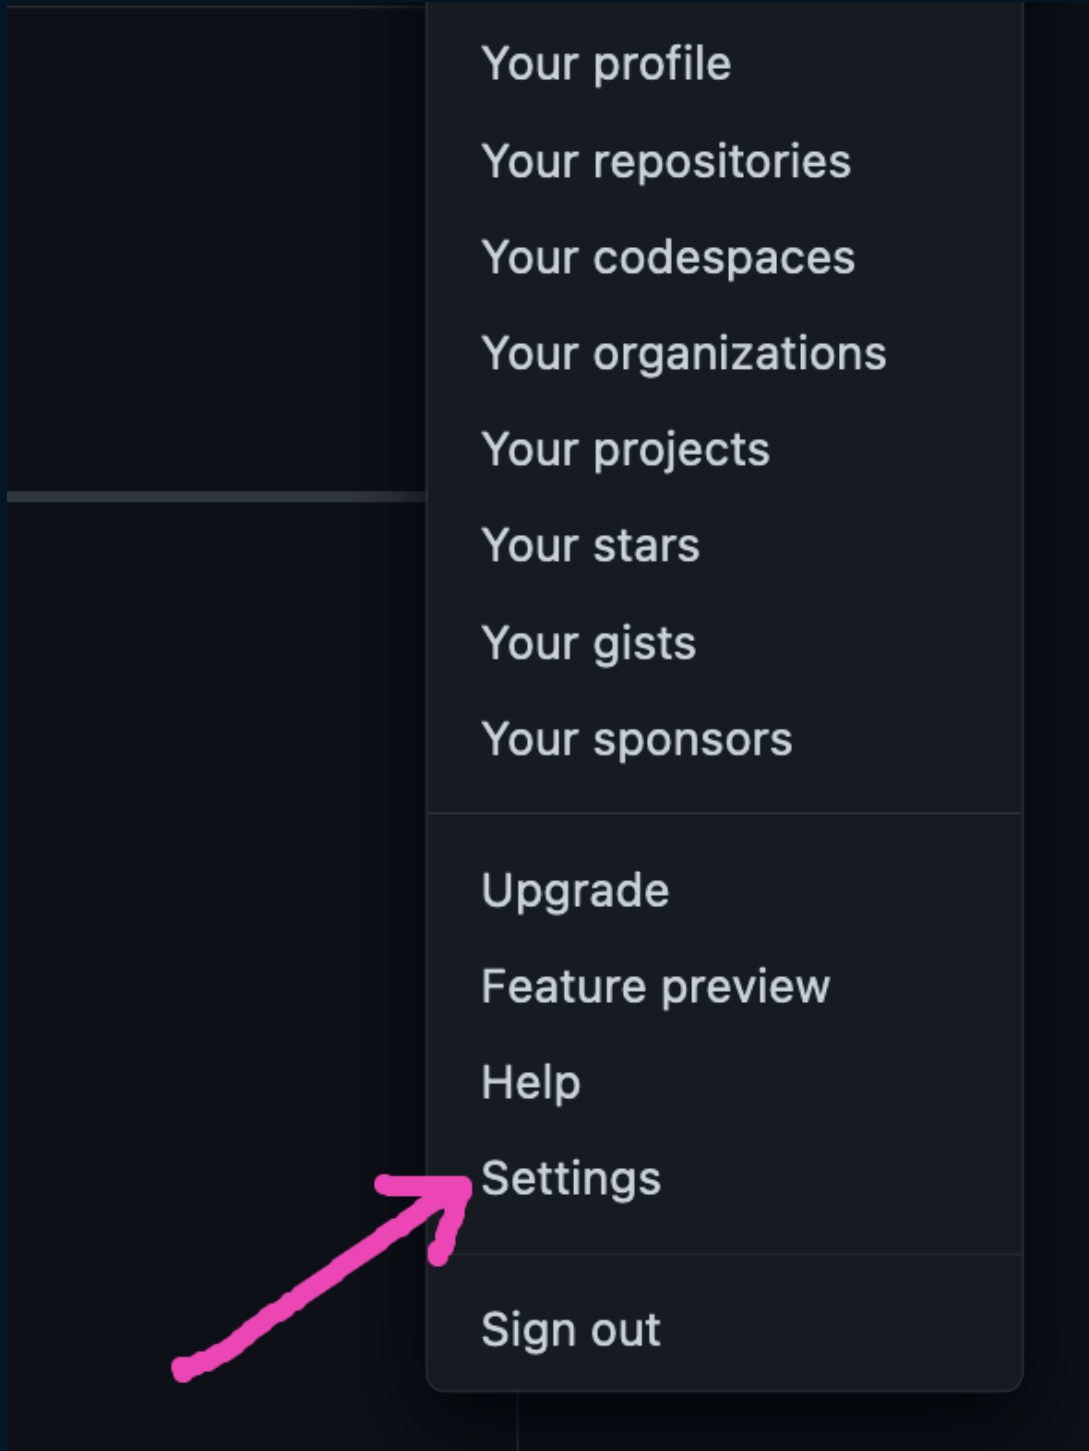 Your profile
Your repositories
Your codespaces
Your organizations
Your projects
Your stars
Your gists
Your sponsors
Upgrade
Feature preview
Help
Settings
Sign out